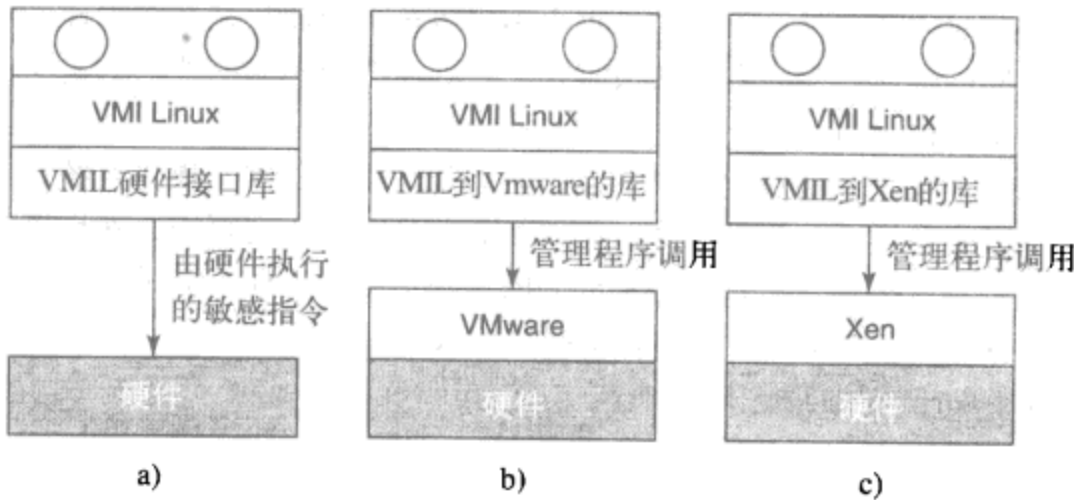 VMI Linux
VMIL硬件接口库
由硬件执行
的敏感指令
硬件
a)
VMI Linux
VMIL到Vmware的库
管理程序调用
VMware
硬件
b)
VMI Linux
VMIL到Xen的库
管理程序调用
Xen
硬件
c)